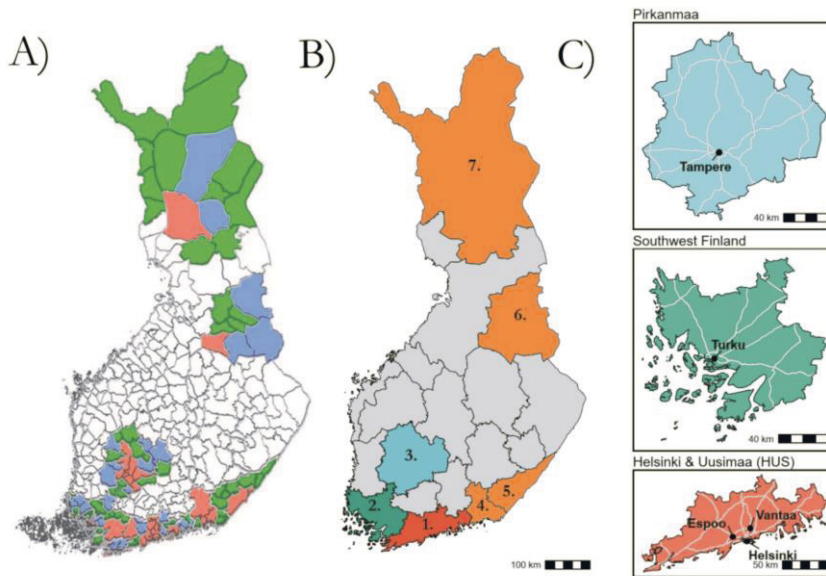 A)
B)
C)
7.
6.
3.
2.
1.
4.
5.
100 km
Pirkanmaa
Tampere
40 km
Southwest Finland
Turku
40 km
Helsinki & Uusimaa (HUS)
Espoo
Vantaa
Helsinki
50 km